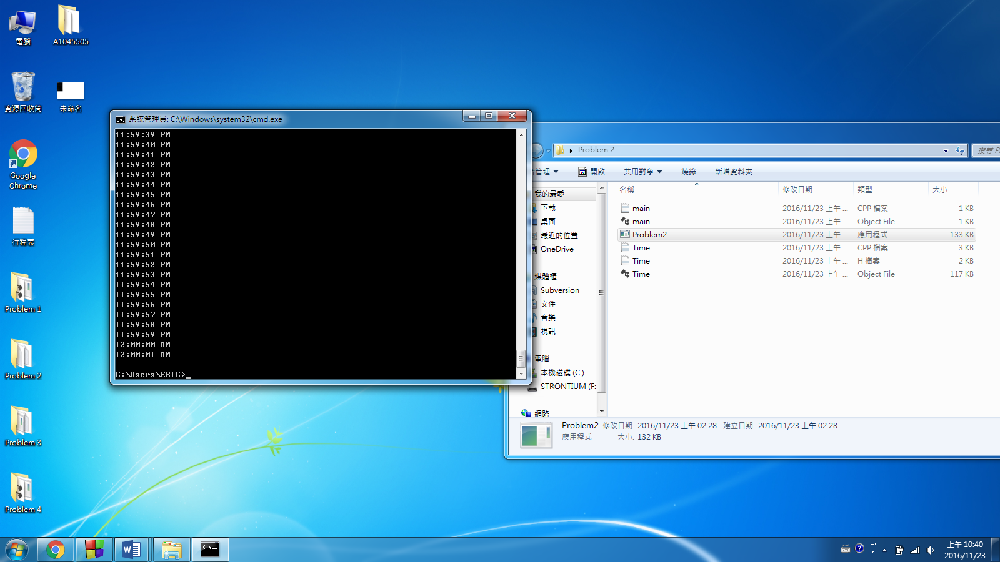 電腦
A1045505
資源回收筒
未命名
Google
Chrome
行程表
Problem 1
Problem 2
Problem 3
Problem 4
系統管理員: C:\Windows\system32\cmd.exe
11:59:39 PM
11:59:40 PM
11:59:41 PM
11:59:42 PM
11:59:43 PM
11:59:44 PM
11:59:45 PM
11:59:46 PM
11:59:47 PM
11:59:48 PM
11:59:49 PM
11:59:50 PM
11:59:51 PM
11:59:52 PM
11:59:53 PM
11:59:54 PM
11:59:55 PM
11:59:56 PM
11:59:57 PM
11:59:58 PM
11:59:59 PM
12:00:00 AM
12:00:01 AM
C:\Users\ERIC>_
Problem 2
搜尋 P
管理 開啟 共用對象 燒錄 新增資料夾
我的最愛
下載
桌面
最近的位置
OneDrive
媒體櫃
Subversion
文件
音樂
視訊
電腦
本機磁碟 (C:)
STRONTIUM (F:
網路
名稱 修改日期 類型 大小
main 2016/11/23 上午 ... CPP 檔案 1 KB
main 2016/11/23 上午 ... Object File 1 KB
Problem2 2016/11/23 上午 ... 應用程式 133 KB
Time 2016/11/23 上午 ... CPP 檔案 3 KB
Time 2016/11/23 上午 ... H 檔案 2 KB
Time 2016/11/23 上午 ... Object File 117 KB
Problem2 修改日期: 2016/11/23 上午 02:28 建立日期: 2016/11/23 上午 02:28
應用程式 大小: 132 KB
上午 10:40
2016/11/23